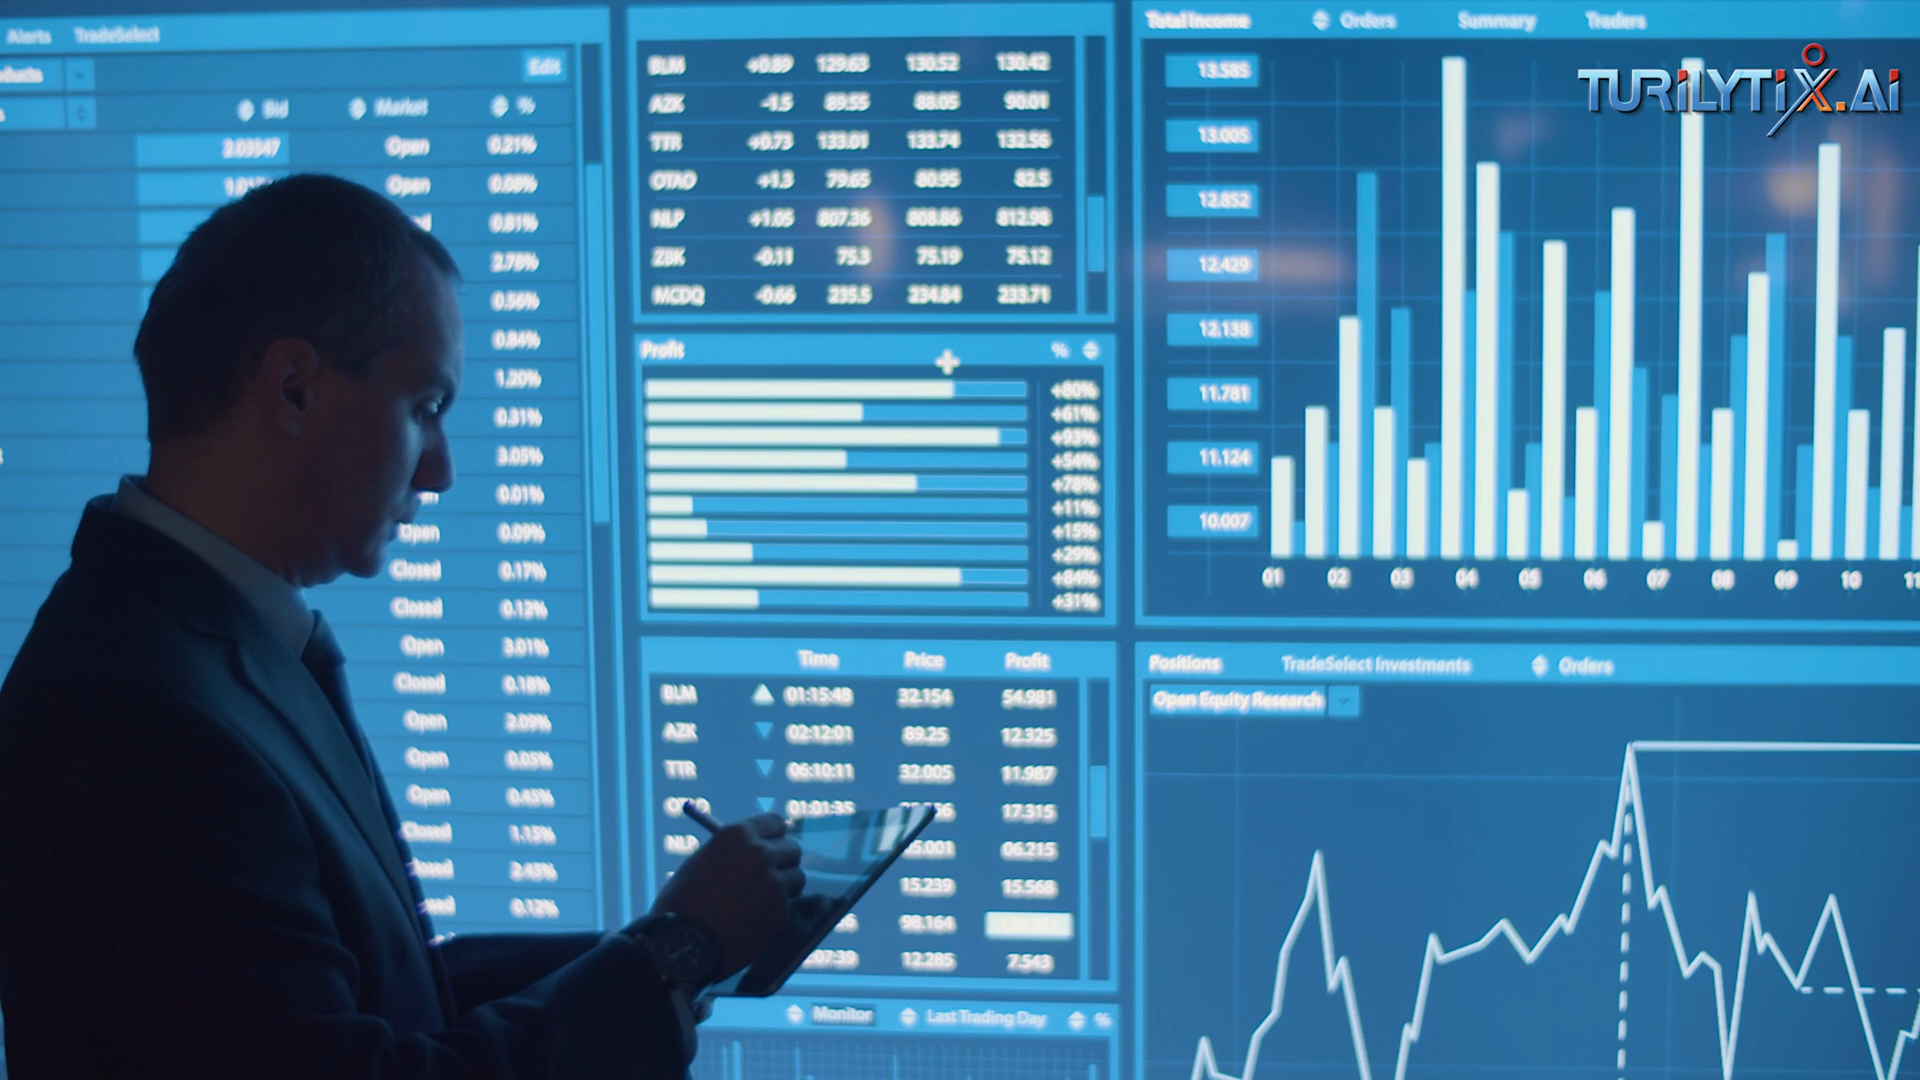 Alerts TradeSelect
Edit
Bid Market %
2.03547 Open 0.21%
Open 0.08%
0.81%
2.78%
0.56%
0.84%
1.20%
0.31%
3.05%
0.01%
Open 0.09%
Closed 0.17%
Closed 0.12%
Open 3.01%
Closed 0.18%
Open 2.09%
Open 0.05%
Open 0.45%
Closed 1.15%
2.45%
0.12%
BLM +0.89 129.63 130.52 130.42
AZK -1.5 89.55 88.05 90.01
TTR +0.73 133.01 133.74 132.56
OTAO +1.3 79.65 80.95 82.5
NLP +1.05 807.36 808.86 812.98
ZBK -0.11 75.3 75.19 75.12
MCDQ -0.66 235.5 234.84 233.71
Profit %
+80%
+61%
+93%
+54%
+78%
+11%
+15%
+29%
+84%
+31%
Time Price Profit
BLM 01:15:48 32.154 54.981
AZK 02:12:01 89.25 12.325
TTR 06:10:11 32.005 11.987
01:01:35 17.315
NLP 06.215
15.239 15.568
98.164
12.285 7.543
Monitor Last Trading Day %
Total Income Orders Summary Traders
TURILYTIX.AI
13.585
13.005
12.852
12.429
12.138
11.781
11.124
10.007
01 02 03 04 05 06 07 08 09 10
Positions TradeSelect Investments Orders
Open Equity Research